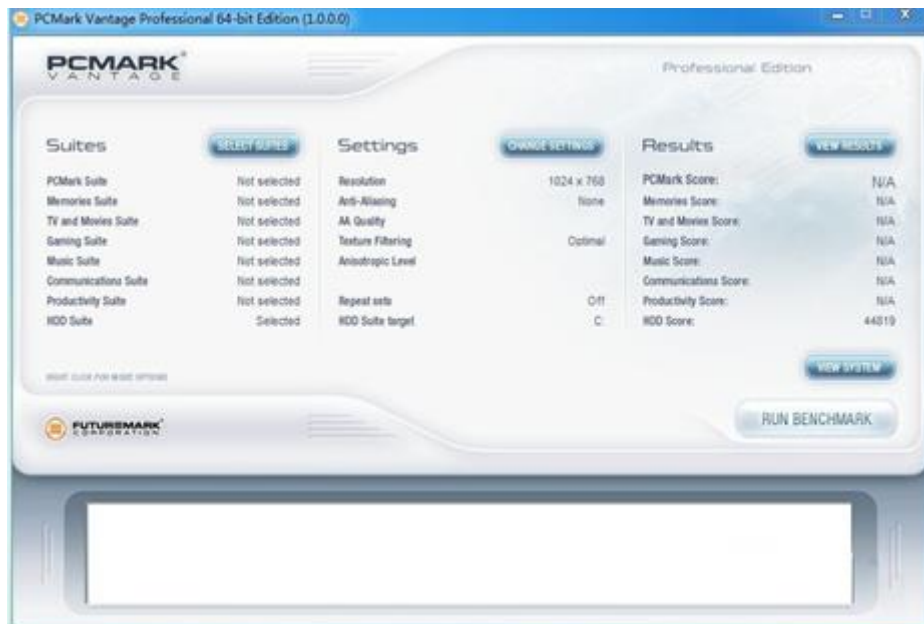 PCMark Vantage Professional 64-bit Edition (1.0.0.0)
PCMARK®
VANTAGE
Professional Edition
Suites
SELECT SUITES
PCMark Suite Not selected
Memories Suite Not selected
TV and Movies Suite Not selected
Gaming Suite Not selected
Music Suite Not selected
Communications Suite Not selected
Productivity Suite Not selected
HDD Suite Selected
RIGHT CLICK FOR MORE OPTIONS
Settings
CHANGE SETTINGS
Resolution 1024 x 768
Anti-Aliasing None
AA Quality
Texture Filtering Optimal
Anisotropic Level
Repeat sets Off
HDD Suite target C:
Results
VIEW RESULTS
PCMark Score: N/A
Memories Score: N/A
TV and Movies Score: N/A
Gaming Score: N/A
Music Score: N/A
Communications Score: N/A
Productivity Score: N/A
HDD Score: 44819
VIEW SYSTEM
FUTUREMARK®
CORPORATION
RUN BENCHMARK